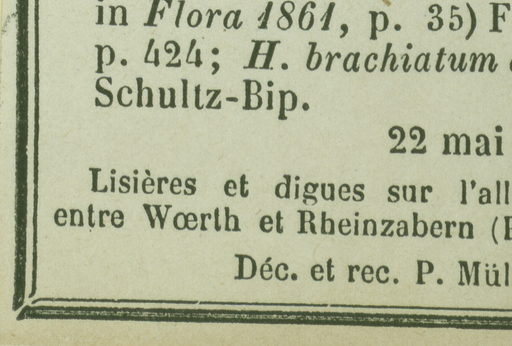 in Flora 1861, p. 35) F
p. 424; H. brachiatum
Schultz-Bip.
22 mai
Lisières et digues sur l'all
entre Wœrth et Rheinzabern (
Déc. et rec. P. Mül